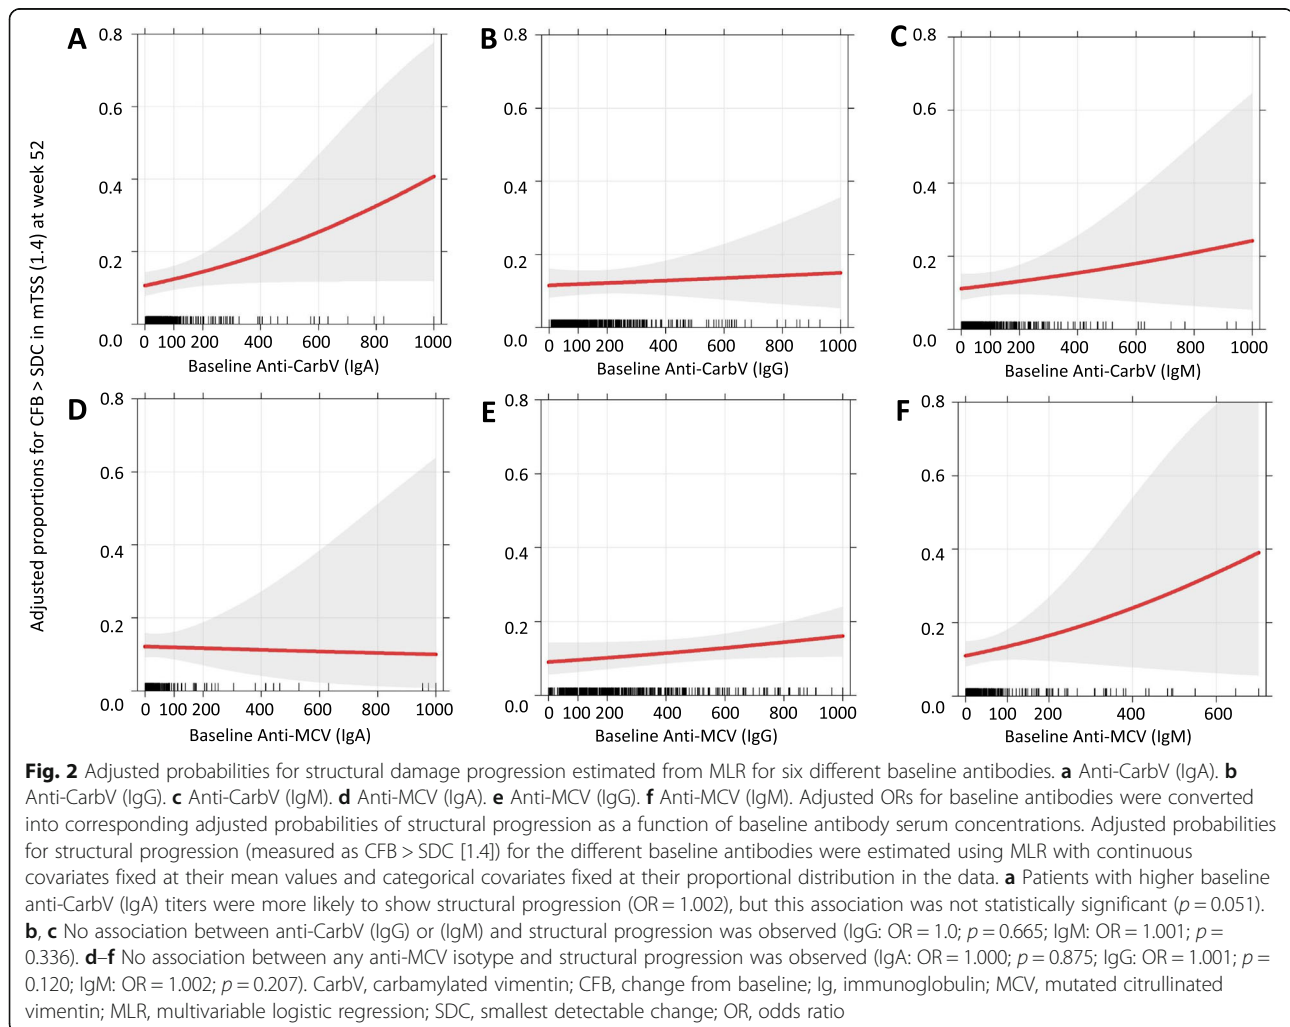 A
B
C
0.8
0.8
0.8
0.6
0.6
0.6
0.4
0.4
0.4
0.2
0.2
0.2
0.0
0.0
0.0
0 100 200 400 600 800 1000
0 100 200 400 600 800 1000
0 100 200 400 600 800 1000
Baseline Anti-CarbV (IgA)
Baseline Anti-CarbV (IgG)
Baseline Anti-CarbV (IgM)
Adjusted proportions for CFB > SDC in mTSS (1.4) at week 52
D
E
F
0.8
0.8
0.8
0.6
0.6
0.6
0.4
0.4
0.4
0.2
0.2
0.2
0.0
0.0
0.0
0 100 200 400 600 800 1000
0 100 200 400 600 800 1000
0 100 200 400 600
Baseline Anti-MCV (IgA)
Baseline Anti-MCV (IgG)
Baseline Anti-MCV (IgM)
Fig. 2 Adjusted probabilities for structural damage progression estimated from MLR for six different baseline antibodies. a Anti-CarbV (IgA). b
Anti-CarbV (IgG). c Anti-CarbV (IgM). d Anti-MCV (IgA). e Anti-MCV (IgG). f Anti-MCV (IgM). Adjusted ORs for baseline antibodies were converted
into corresponding adjusted probabilities of structural progression as a function of baseline antibody serum concentrations. Adjusted probabilities
for structural progression (measured as CFB > SDC [1.4]) for the different baseline antibodies were estimated using MLR with continuous
covariates fixed at their mean values and categorical covariates fixed at their proportional distribution in the data. a Patients with higher baseline
anti-CarbV (IgA) titers were more likely to show structural progression (OR = 1.002), but this association was not statistically significant (p = 0.051).
b, c No association between anti-CarbV (IgG) or (IgM) and structural progression was observed (IgG: OR = 1.0; p = 0.665; IgM: OR = 1.001; p =
0.336). d–f No association between any anti-MCV isotype and structural progression was observed (IgA: OR = 1.000; p = 0.875; IgG: OR = 1.001; p =
0.120; IgM: OR = 1.002; p = 0.207). CarbV, carbamylated vimentin; CFB, change from baseline; Ig, immunoglobulin; MCV, mutated citrullinated
vimentin; MLR, multivariable logistic regression; SDC, smallest detectable change; OR, odds ratio